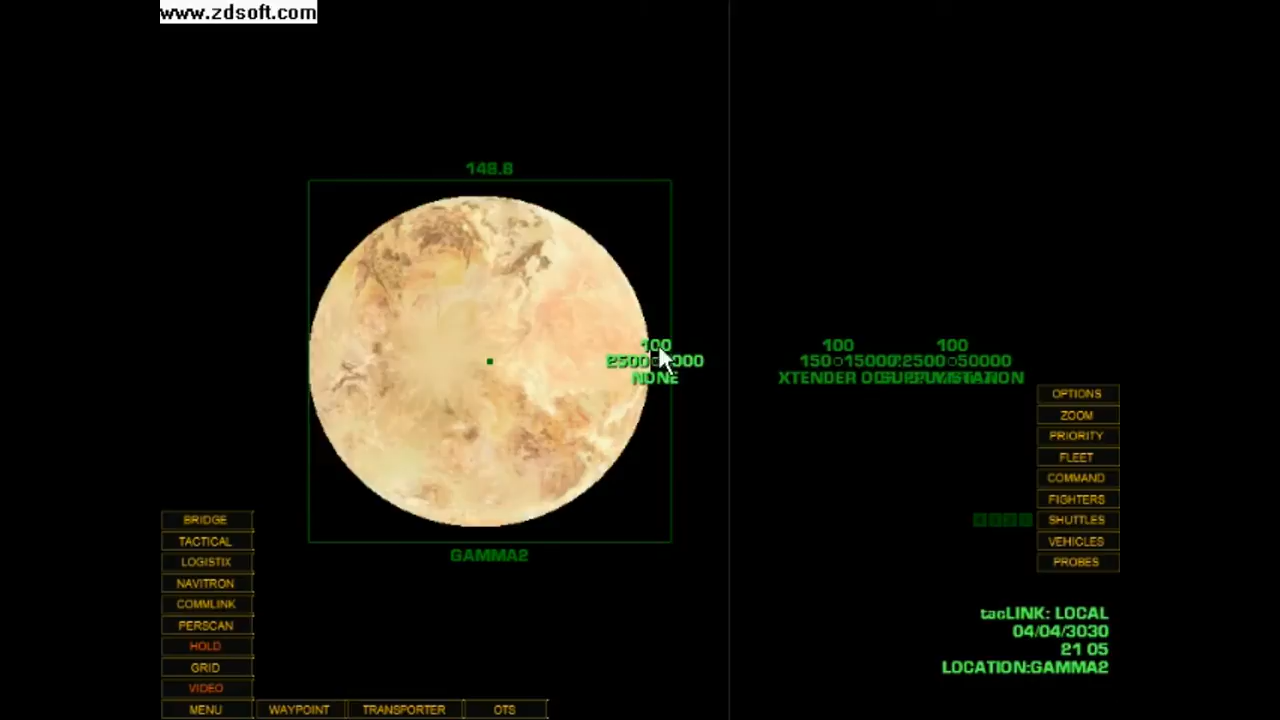 www.zdsoft.com
148.8
100
100
100
NONE
OPTIONS
ZOOM
PRIORITY
FLEET
COMMAND
FIGHTERS
SHUTTLES
VEHICLES
PROBES
BRIDGE
TACTICAL
LOGISTIX
NAVITRON
COMMLINK
PERSCAN
HOLD
GRID
VIDEO
MENU
WAYPOINT
TRANSPORTER
OTS
GAMMA2
tacLINK: LOCAL
04/04/3030
21 05
LOCATION:GAMMA2